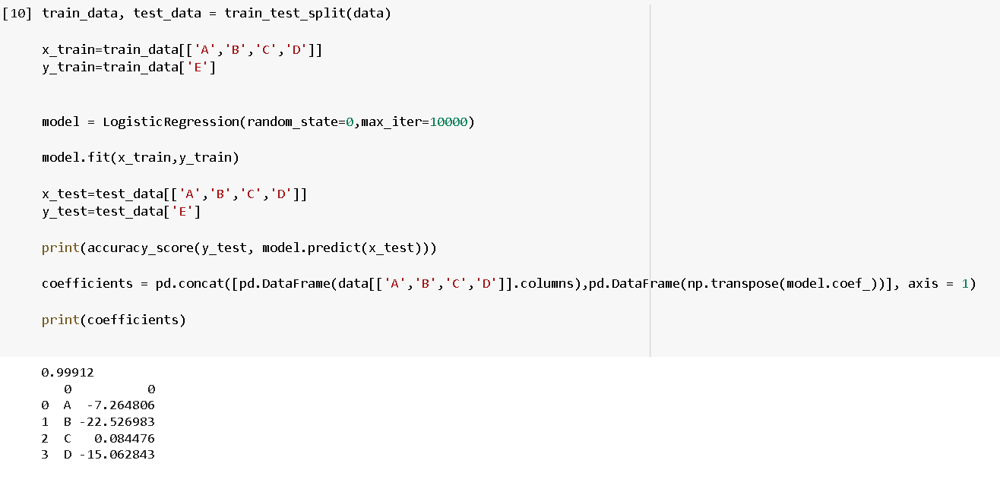 [10] train_data, test_data = train_test_split(data)
x_train=train_data[['A','B','C','D']]
y_train=train_data['E']
model = LogisticRegression(random_state=0,max_iter=10000)
model.fit(x_train,y_train)
x_test=test_data[['A','B','C','D']]
y_test=test_data['E']
print(accuracy_score(y_test, model.predict(x_test)))
coefficients = pd.concat([pd.DataFrame(data[['A','B','C','D']].columns),pd.DataFrame(np.transpose(model.coef_))], axis = 1)
print(coefficients)
0.99912
0 0
0 A -7.264806
1 B -22.526983
2 C 0.084476
3 D -15.062843